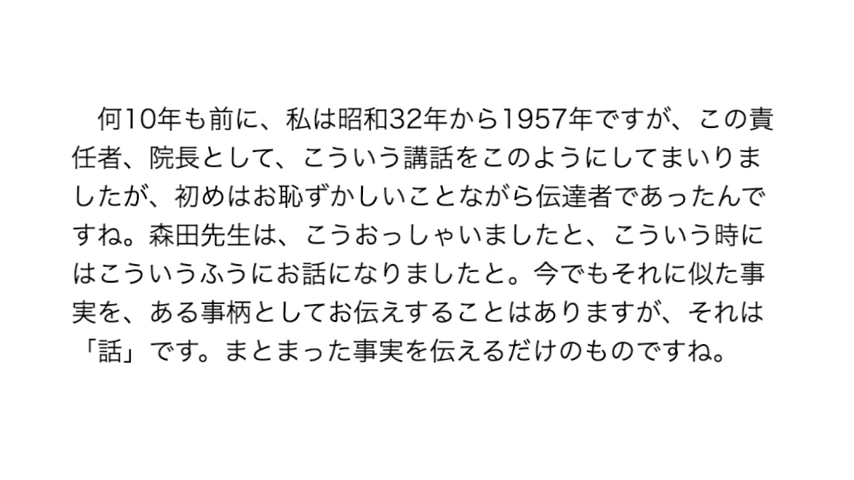 何10年も前に、私は昭和32年から1957年ですが、この責
任者、院長として、こういう講話をこのようにしてまいりま
したが、初めはお恥ずかしいことながら伝達者であったんで
すね。森田先生は、こうおっしゃいましたと、こういう時に
はこういうふうにお話になりましたと。今でもそれに似た事
実を、ある事柄としてお伝えすることはありますが、それは
「話」です。まとまった事実を伝えるだけのものですね。